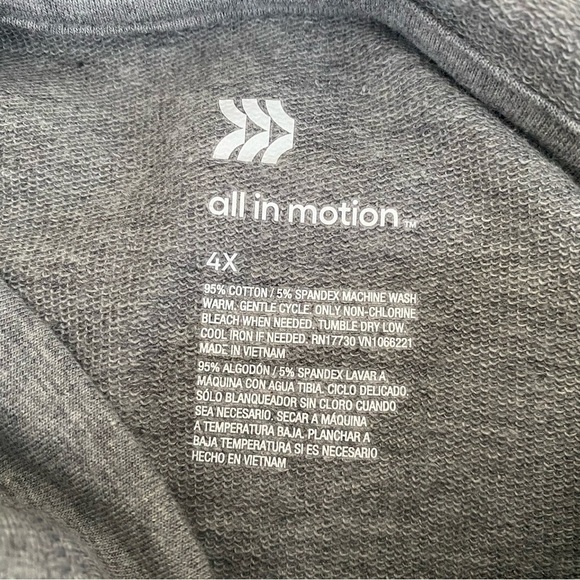 all in motion™
4X
95% COTTON / 5% SPANDEX MACHINE WASH
WARM, GENTLE CYCLE. ONLY NON-CHLORINE
BLEACH WHEN NEEDED. TUMBLE DRY LOW.
COOL IRON IF NEEDED. RN17730 VN1066221
MADE IN VIETNAM
95% ALGODÓN / 5% SPANDEX LAVAR A
MÁQUINA CON AGUA TIBIA. CICLO DELICADO.
SÓLO BLANQUEADOR SIN CLORO CUANDO
SEA NECESARIO. SECAR A MÁQUINA
A TEMPERATURA BAJA. PLANCHAR A
BAJA TEMPERATURA SI ES NECESARIO
HECHO EN VIETNAM